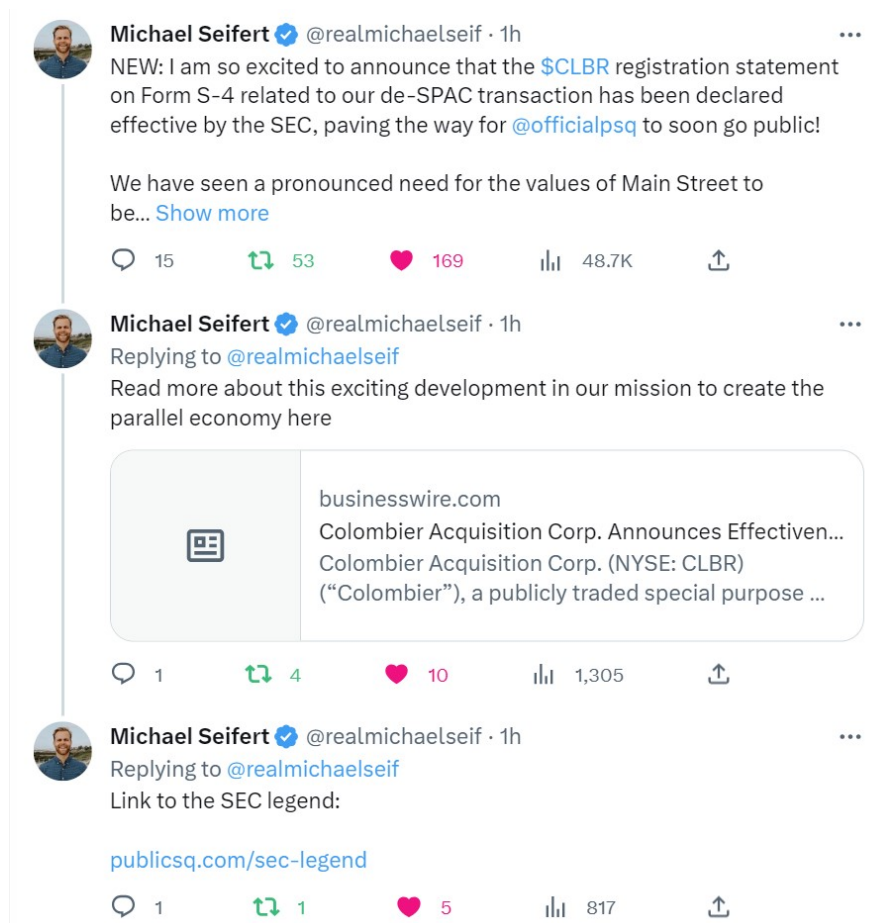 Michael Seifert @realmichaelseif · 1h
NEW: I am so excited to announce that the $CLBR registration statement
on Form S-4 related to our de-SPAC transaction has been declared
effective by the SEC, paving the way for @officialpsq to soon go public!
We have seen a pronounced need for the values of Main Street to
be... Show more
15 53 169 48.7K
Michael Seifert @realmichaelseif · 1h
Replying to @realmichaelseif
Read more about this exciting development in our mission to create the
parallel economy here
businesswire.com
Colombier Acquisition Corp. Announces Effectiven...
Colombier Acquisition Corp. (NYSE: CLBR)
(“Colombier”), a publicly traded special purpose ...
1 4 10 1,305
Michael Seifert @realmichaelseif · 1h
Replying to @realmichaelseif
Link to the SEC legend:
publicsq.com/sec-legend
1 1 5 817